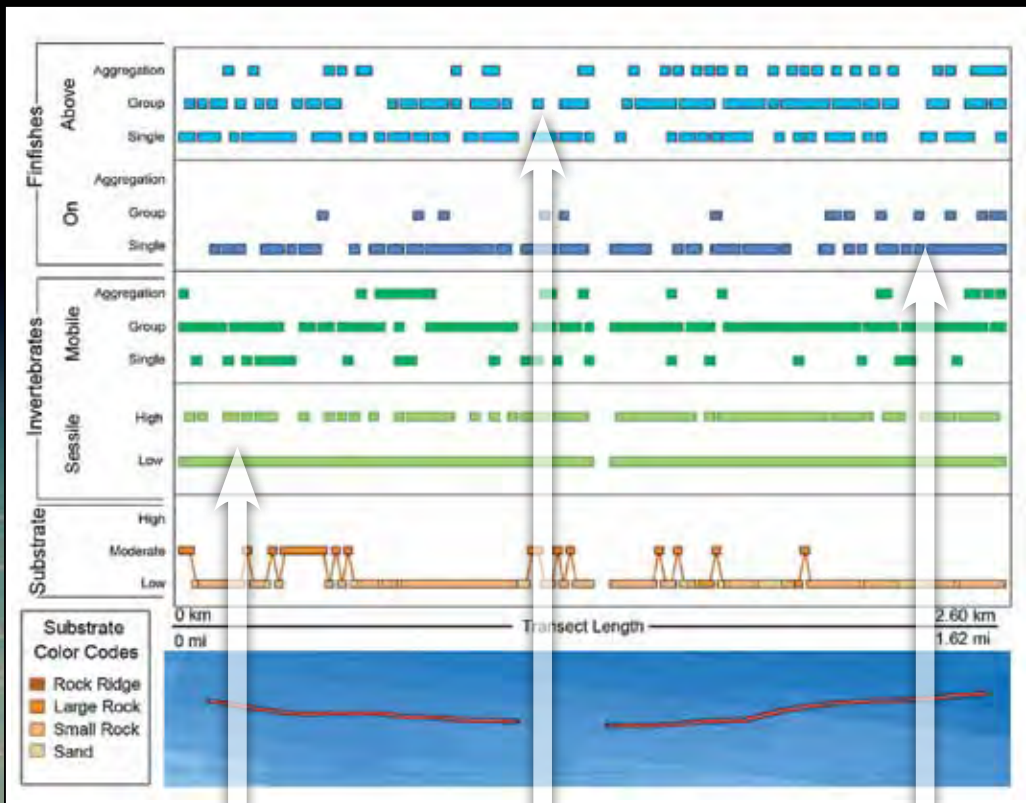 Finfishes
Above
Aggregation
Group
Single
On
Aggregation
Group
Single
Invertebrates
Mobile
Aggregation
Group
Single
Sessile
High
Low
Substrate
High
Moderate
Low
0 km
2.60 km
Transect Length
0 mi
1.62 mi
Substrate
Color Codes
Rock Ridge
Large Rock
Small Rock
Sand